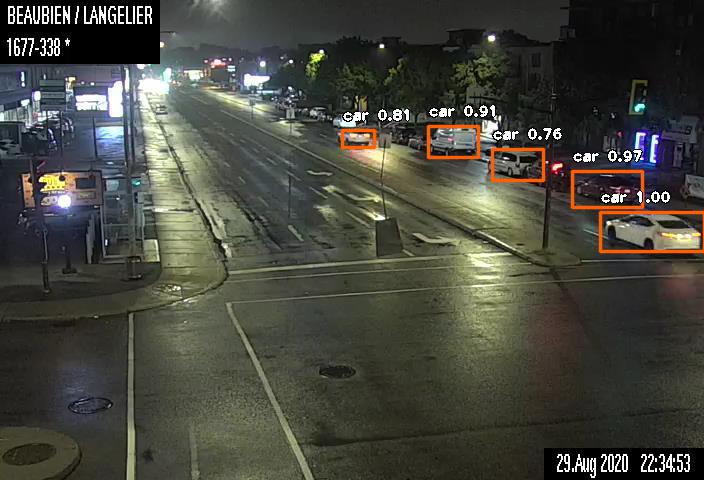 BEAUBIEN / LANGELIER
1677-338 *
car 0.81
car 0.91
car 0.76
car 0.97
car 1.00
29.Aug 2020 22:34:53